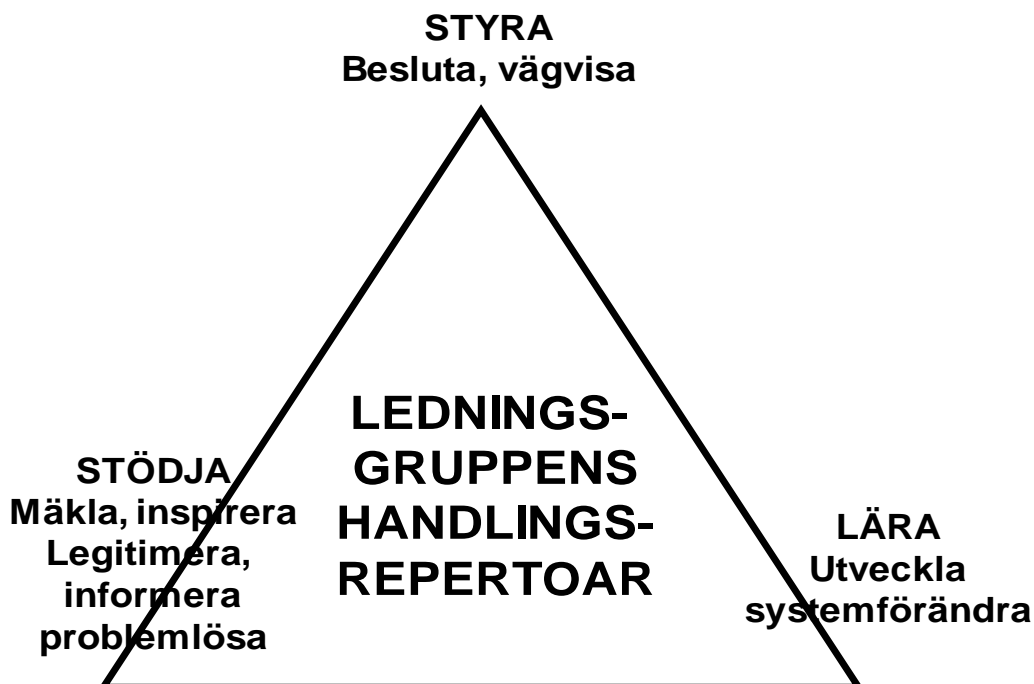 STYRA
Besluta, vägvisa
LEDNINGS-
GRUPPENS
HANDLINGS-
REPERTOAR
STÖDJA
Mäkla, inspirera
Legitimera,
informera
problemlösa
LÄRA
Utveckla
systemförändra